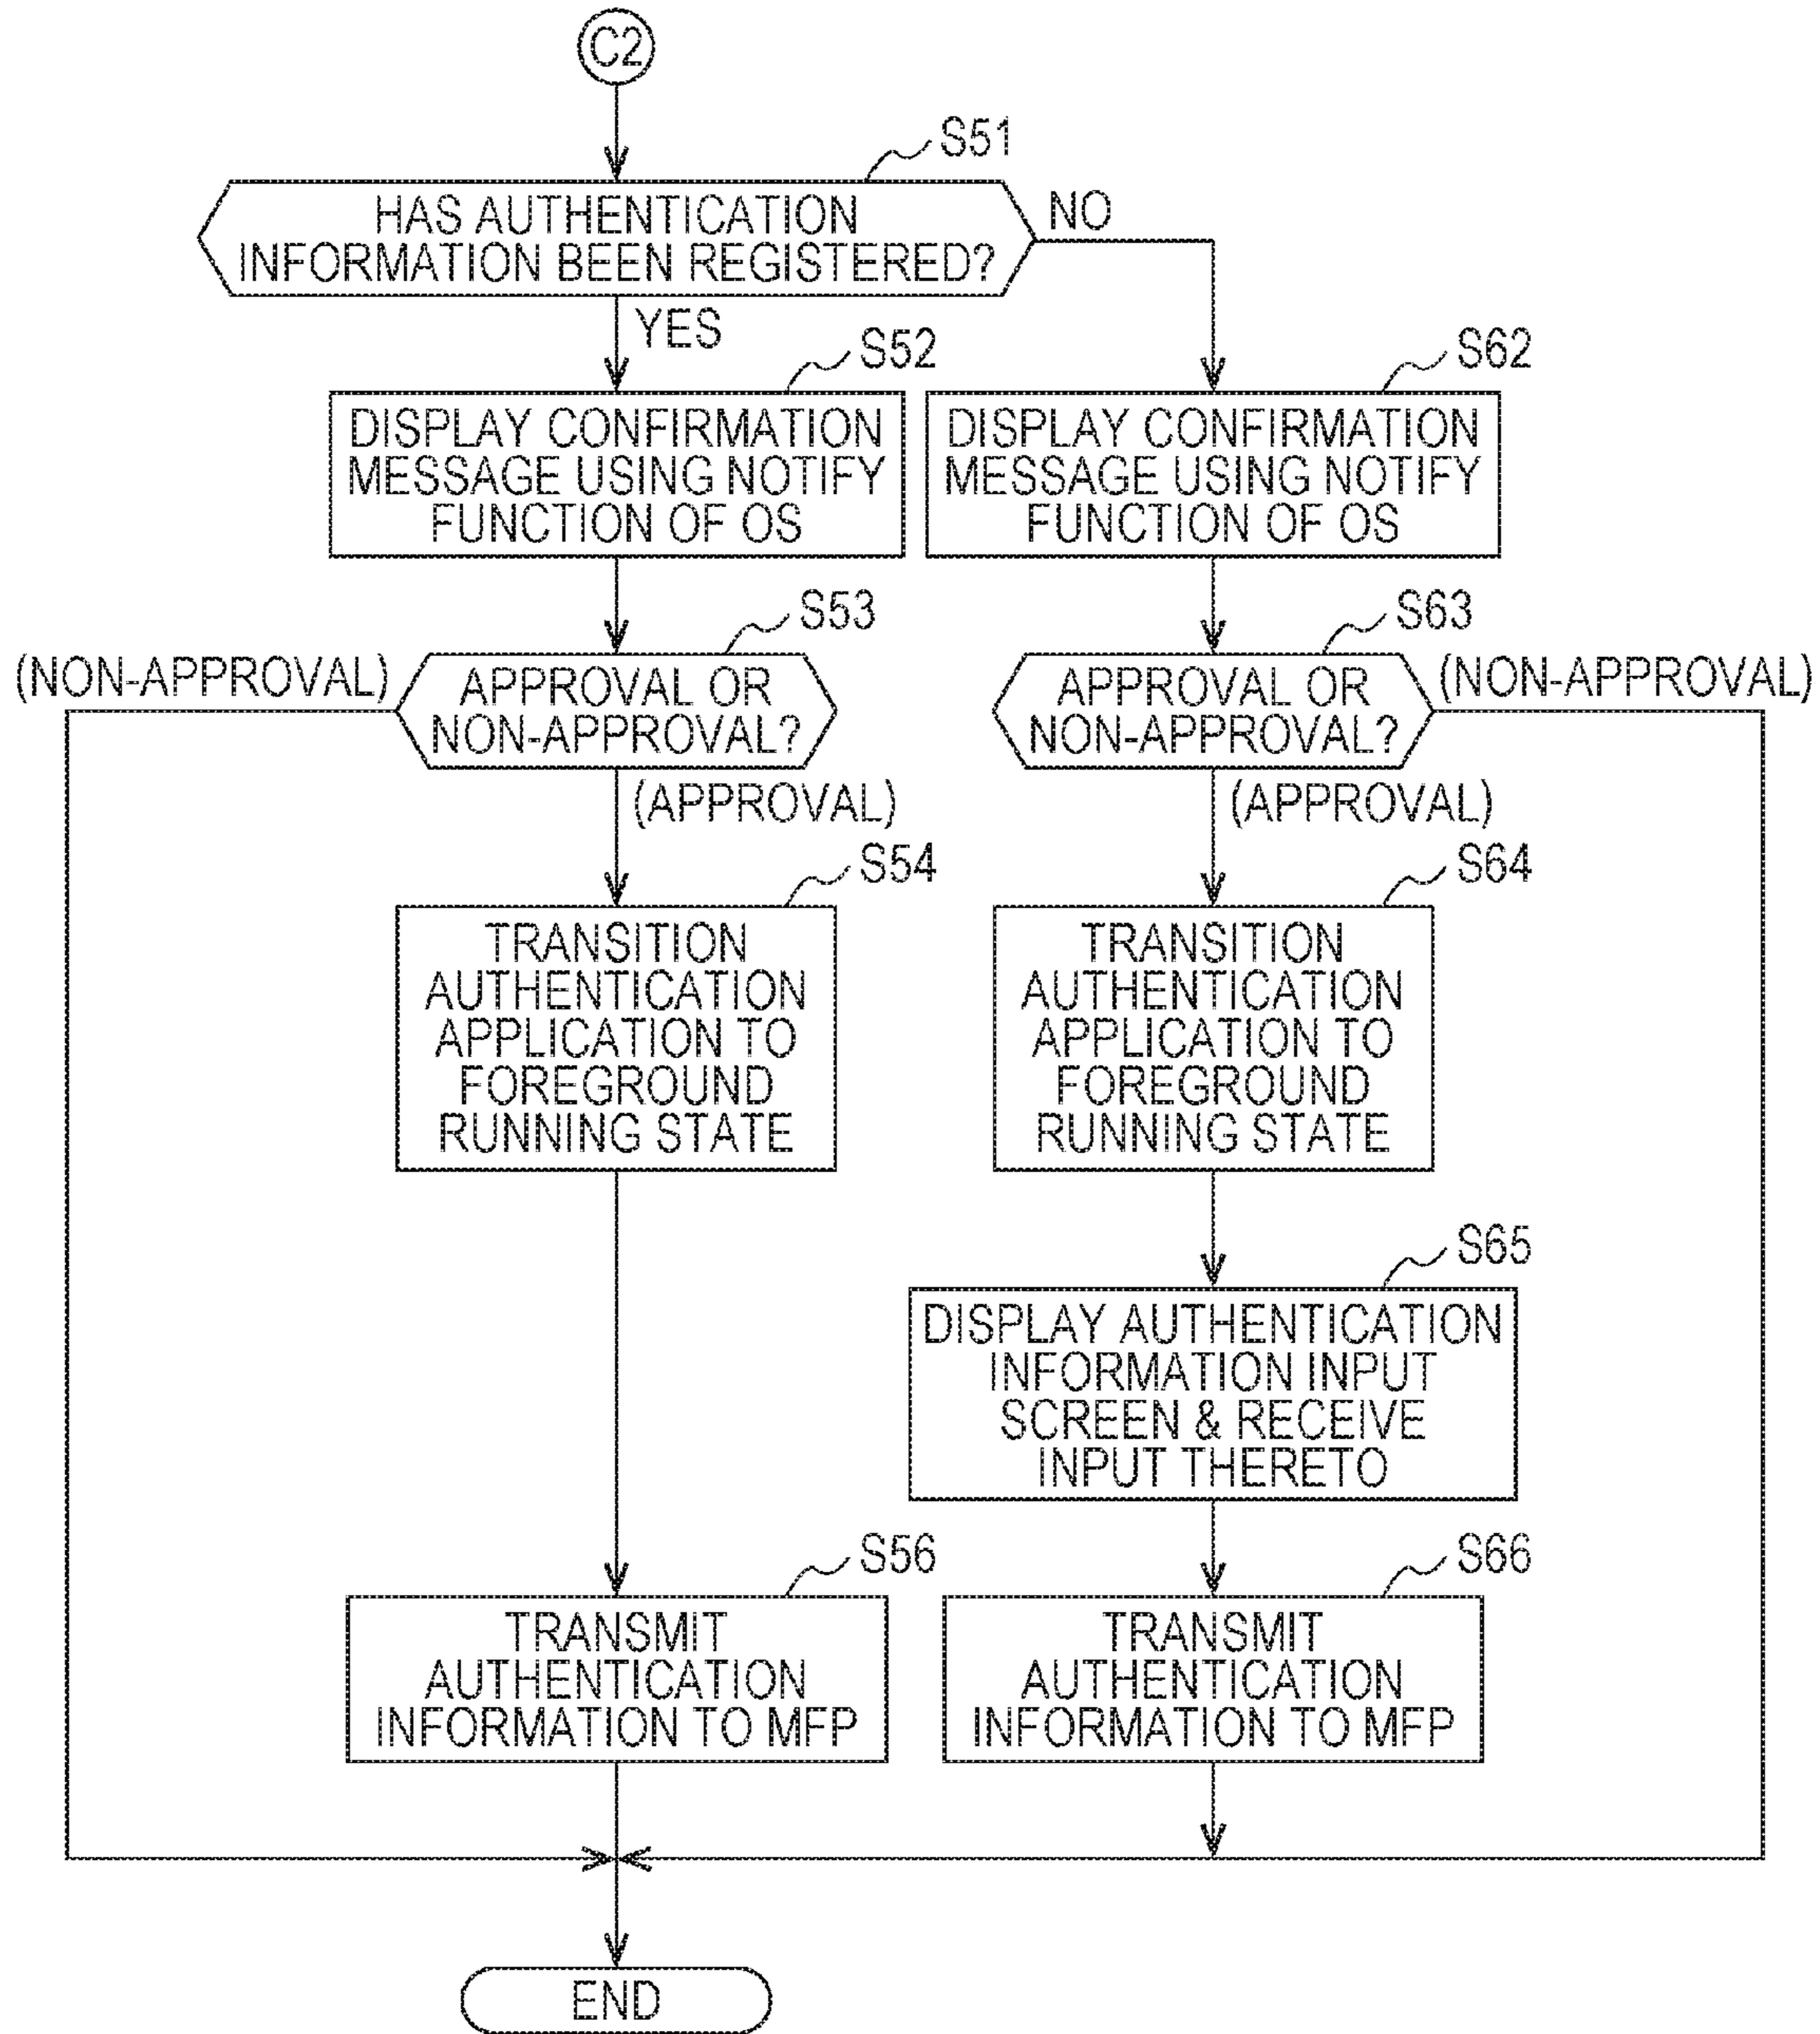 C2
S51
HAS AUTHENTICATION
INFORMATION BEEN REGISTERED?
NO
YES
S52
DISPLAY CONFIRMATION
MESSAGE USING NOTIFY
FUNCTION OF OS
S62
DISPLAY CONFIRMATION
MESSAGE USING NOTIFY
FUNCTION OF OS
S53
(NON-APPROVAL)
APPROVAL OR
NON-APPROVAL?
(APPROVAL)
S63
APPROVAL OR
NON-APPROVAL?
(NON-APPROVAL)
(APPROVAL)
S54
TRANSITION
AUTHENTICATION
APPLICATION TO
FOREGROUND
RUNNING STATE
S64
TRANSITION
AUTHENTICATION
APPLICATION TO
FOREGROUND
RUNNING STATE
S65
DISPLAY AUTHENTICATION
INFORMATION INPUT
SCREEN & RECEIVE
INPUT THERETO
S56
TRANSMIT
AUTHENTICATION
INFORMATION TO MFP
S66
TRANSMIT
AUTHENTICATION
INFORMATION TO MFP
END